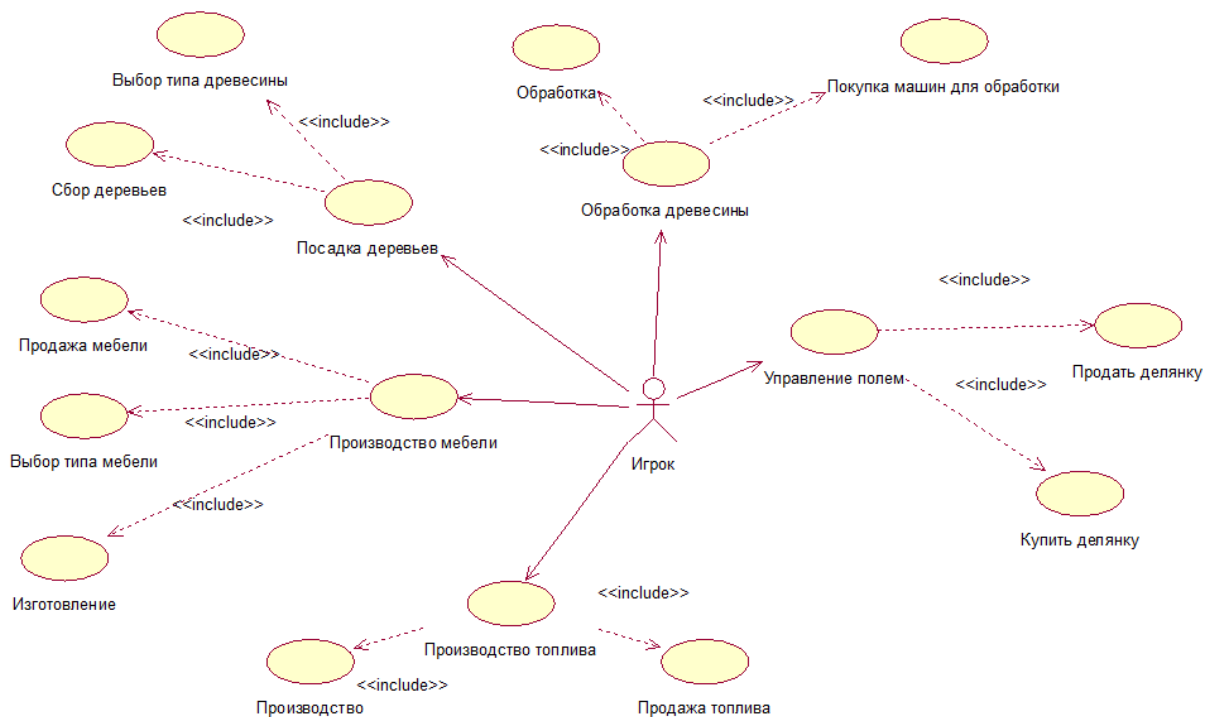 Выбор типа древесины
Обработка
Покупка машин для обработки
<<include>>
<<include>>
<<include>>
<<include>>
Сбор деревьев
<<include>>
Обработка древесины
Посадка деревьев
<<include>>
Продажа мебели
<<include>>
Управление полем
Продать делянку
<<include>>
<<include>>
Производство мебели
Выбор типа мебели
Игрок
<<include>>
Купить делянку
Изготовление
<<include>>
Производство топлива
<<include>>
Производство
Продажа топлива